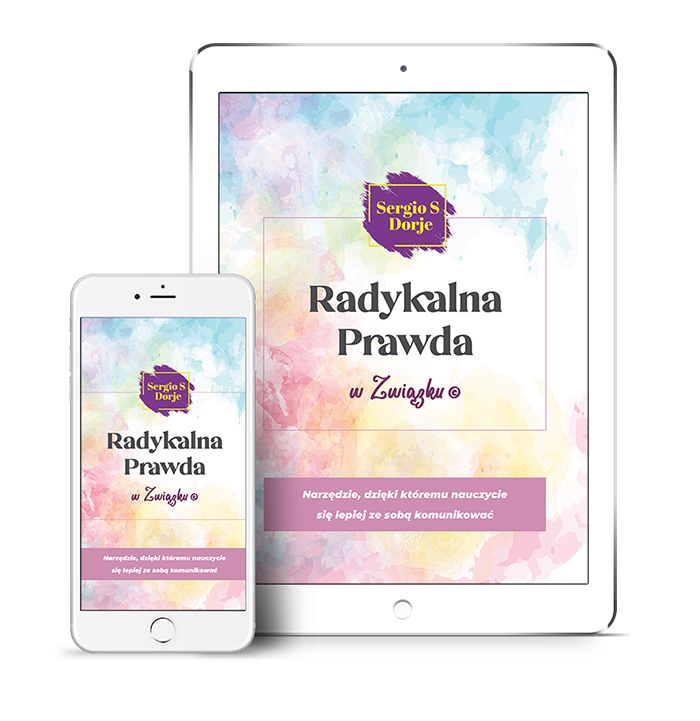 Sergio S
Dorje
Radykalna
Prawda
w Związku ©
Narzędzie, dzięki któremu nauczycie
się lepiej ze sobą komunikować
Sergio S
Dorje
Radykalna
Prawda
w Związku ©
Narzędzie, dzięki któremu nauczycie
się lepiej ze sobą komunikować